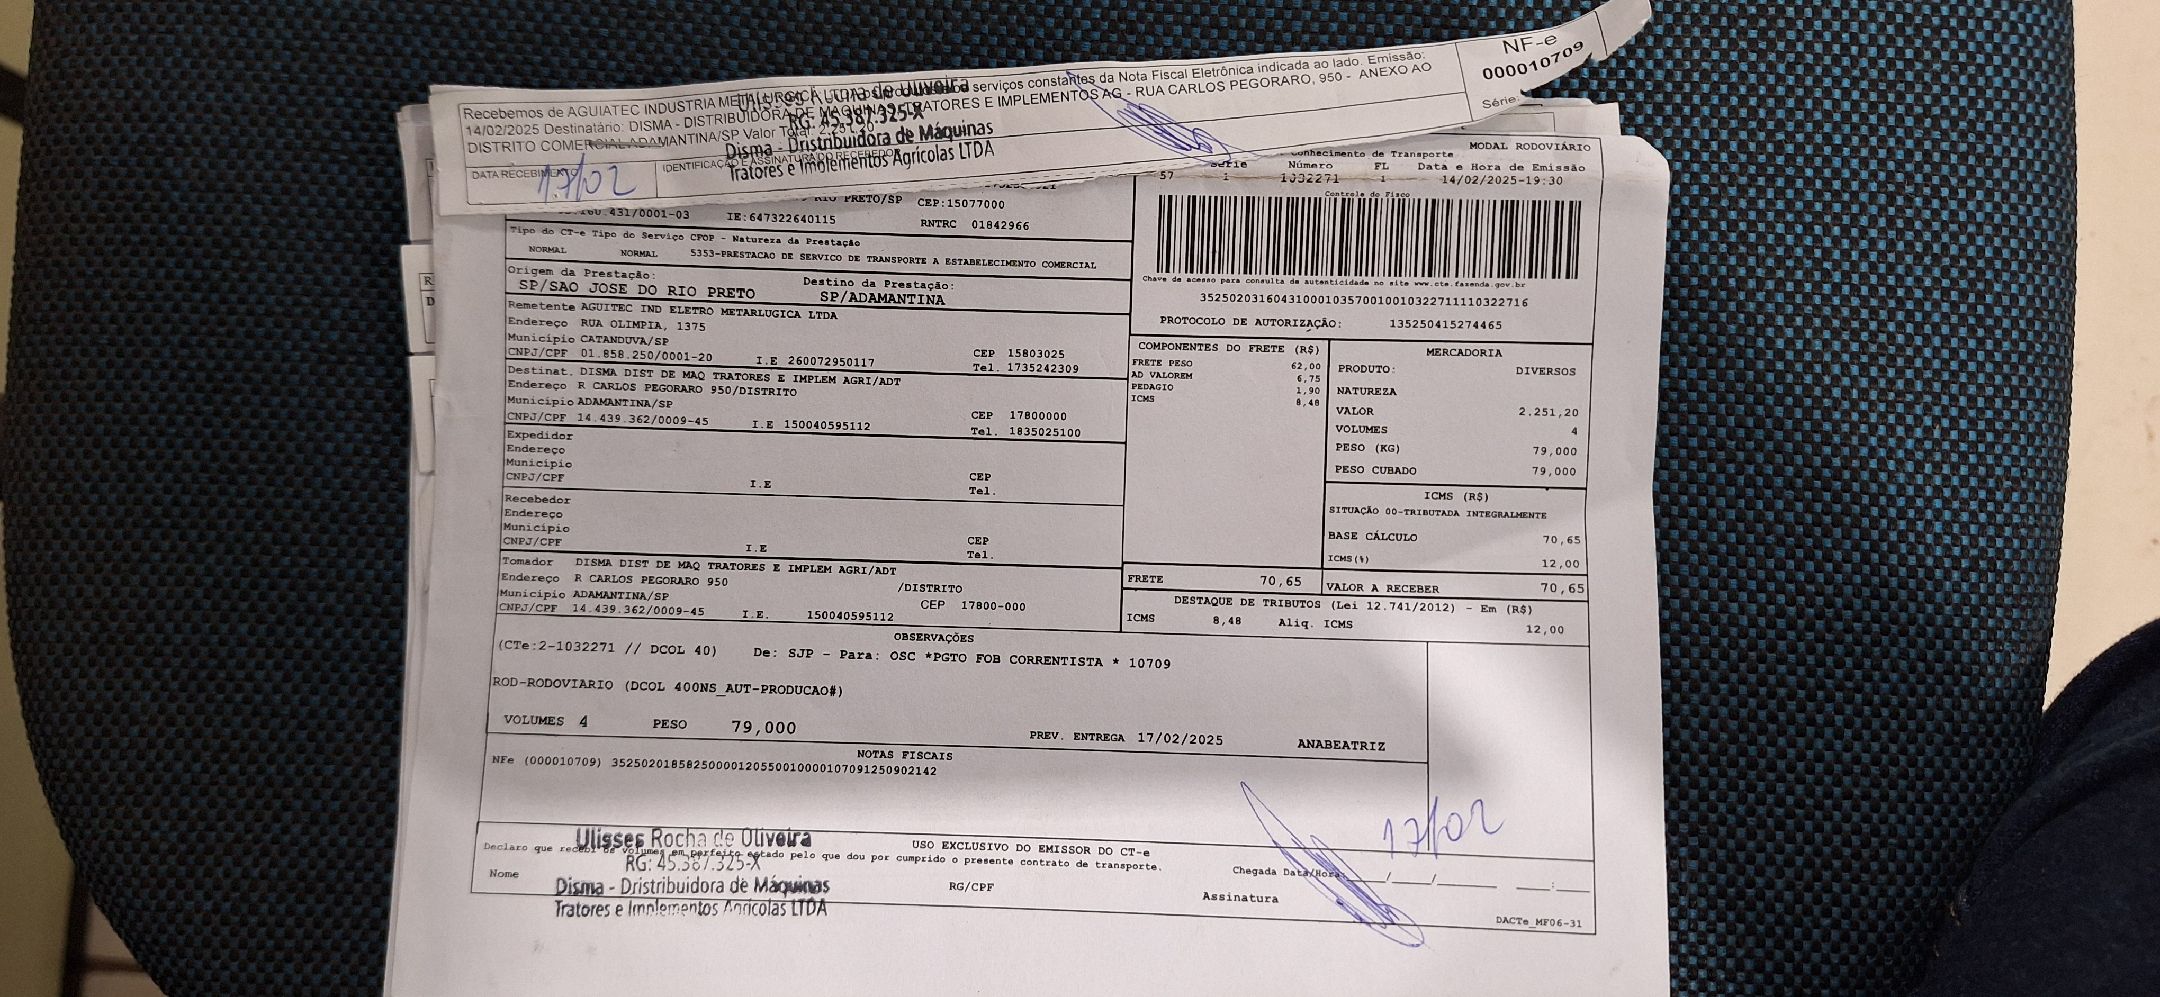 Recebemos de AGUIATEC INDUSTRIA METALURGICA LTDA os serviços constantes da Nota Fiscal Eletrônica indicada ao lado. Emissão:
14/02/2025 Destinatário: DISMA - DISTRIBUIDORA DE MAQUINAS TRATORES E IMPLEMENTOS AG - RUA CARLOS PEGORARO, 950 - ANEXO AO
DISTRITO COMERCIAL ADAMANTINA/SP Valor Total: 2.251,20
NF-e
000010709
Série:
DATA RECEBIMENTO
17/02
IDENTIFICAÇÃO E ASSINATURA DO RECEBEDOR
Ulisses Rocha de Oliveira
RG: 45.387.325-X
Disma - Dristribuidora de Máquinas
Tratores e Implementos Agrícolas LTDA
MODAL RODOVIÁRIO
Conhecimento de Transporte
Série Número FL Data e Hora de Emissão
57 1 1032271 1 14/02/2025-19:30
RIO PRETO/SP CEP:15077000
.160.431/0001-03 IE:647322640115 RNTRC 01842966
Controle do Fisco
Tipo do CT-e Tipo do Serviço CFOP - Natureza da Prestação
NORMAL NORMAL 5353-PRESTACAO DE SERVICO DE TRANSPORTE A ESTABELECIMENTO COMERCIAL
Chave de acesso para consulta de autenticidade no site www.cte.fazenda.gov.br
35250203160431000103570010010322711110322716
PROTOCOLO DE AUTORIZAÇÃO: 135250415274465
Origem da Prestação: Destino da Prestação:
SP/SAO JOSE DO RIO PRETO SP/ADAMANTINA
Remetente AGUITEC IND ELETRO METARLUGICA LTDA
Endereço RUA OLIMPIA, 1375
Município CATANDUVA/SP CEP 15803025
CNPJ/CPF 01.858.250/0001-20 I.E 260072950117 Tel. 1735242309
Destinat. DISMA DIST DE MAQ TRATORES E IMPLEM AGRI/ADT
Endereço R CARLOS PEGORARO 950/DISTRITO
Município ADAMANTINA/SP CEP 17800000
CNPJ/CPF 14.439.362/0009-45 I.E 150040595112 Tel. 1835025100
Expedidor
Endereço
Município CEP
CNPJ/CPF I.E Tel.
Recebedor
Endereço
Município CEP
CNPJ/CPF I.E Tel.
Tomador DISMA DIST DE MAQ TRATORES E IMPLEM AGRI/ADT
Endereço R CARLOS PEGORARO 950 /DISTRITO
Município ADAMANTINA/SP CEP 17800-000
CNPJ/CPF 14.439.362/0009-45 I.E. 150040595112
COMPONENTES DO FRETE (R$)
FRETE PESO 62,00
AD VALOREM 6,75
PEDAGIO 1,90
ICMS 8,48
MERCADORIA
PRODUTO: DIVERSOS
NATUREZA
VALOR 2.251,20
VOLUMES 4
PESO (KG) 79,000
PESO CUBADO 79,000
ICMS (R$)
SITUAÇÃO 00-TRIBUTADA INTEGRALMENTE
BASE CÁLCULO 70,65
ICMS(%) 12,00
FRETE 70,65 VALOR A RECEBER 70,65
DESTAQUE DE TRIBUTOS (Lei 12.741/2012) - Em (R$)
ICMS 8,48 Aliq. ICMS 12,00
OBSERVAÇÕES
(CTe:2-1032271 // DCOL 40) De: SJP - Para: OSC *PGTO FOB CORRENTISTA * 10709
ROD-RODOVIARIO (DCOL 400NS_AUT-PRODUCAO#)
VOLUMES 4 PESO 79,000 PREV. ENTREGA 17/02/2025 ANABEATRIZ
NOTAS FISCAIS
NFe (000010709) 35250201858250000120550010000107091250902142
17/02
USO EXCLUSIVO DO EMISSOR DO CT-e
Declaro que recebi os volumes em perfeito estado pelo que dou por cumprido o presente contrato de transporte.
Nome RG/CPF Assinatura Chegada Data/Hora: __/__/____ __:__
Ulisses Rocha de Oliveira
RG: 45.387.325-X
Disma - Dristribuidora de Máquinas
Tratores e Implementos Agrícolas LTDA
DACTe_MF06-31